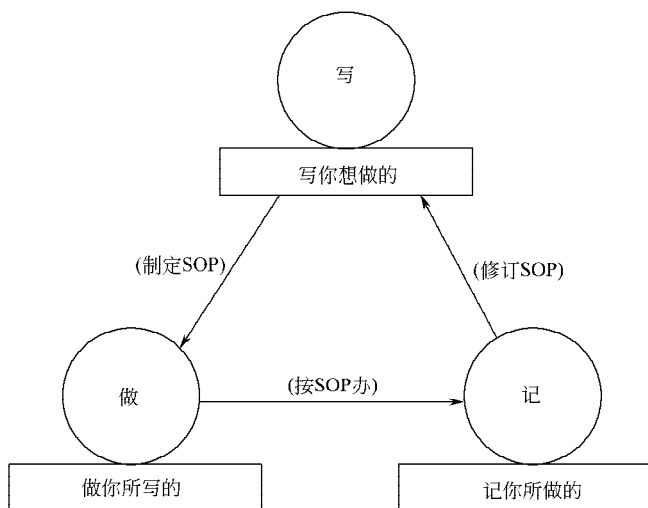 写
写你想做的
(制定SOP)
(修订SOP)
做
(按SOP办)
记
做你所写的
记你所做的